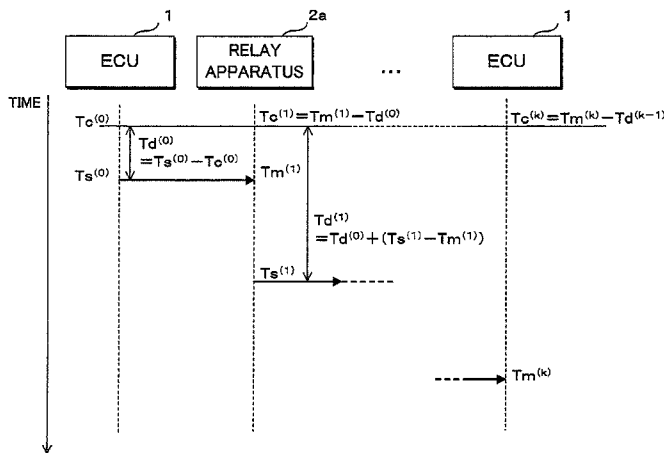 1 2a 1
ECU RELAY ... ECU
APPARATUS
TIME
Tc(0) Tc(1)=Tm(1)−Td(0) Tc(k)=Tm(k)−Td(k−1)
Td(0)
=Ts(0)−Tc(0)
Ts(0) Tm(1)
Td(1)
=Td(0)+(Ts(1)−Tm(1))
Ts(1)
Tm(k)